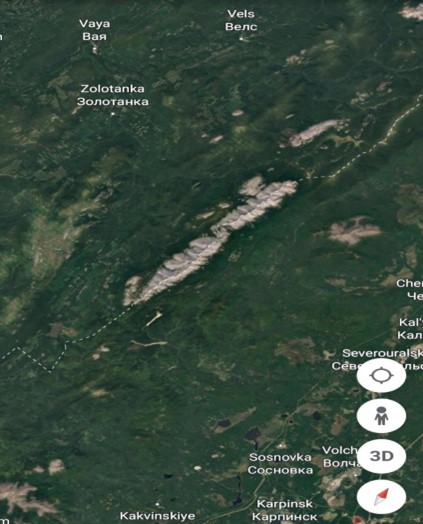 Vels
Велс
Vaya
Вая
Zolotanka
Золотанка
Severouralsk
Sosnovka
Сосновка
Karpinsk
Карпинск
Kakvinskiye
3D